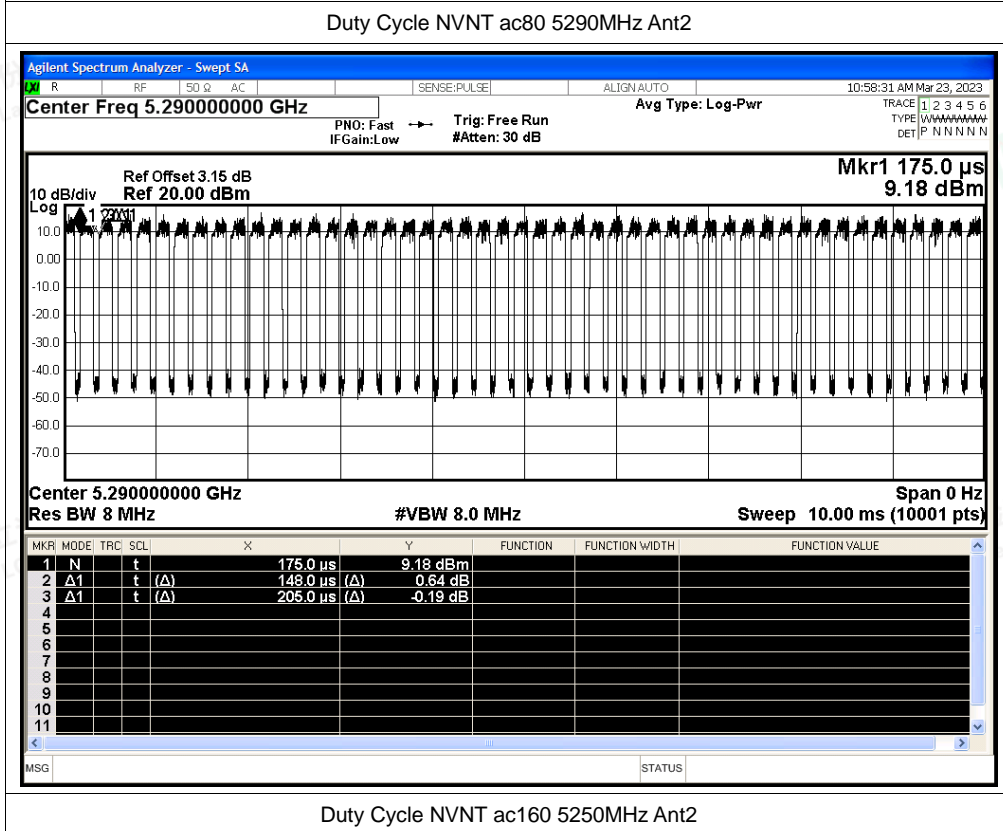 Duty Cycle NVNT ac80 5290MHz Ant2
Agilent Spectrum Analyzer - Swept SA
LXI R RF 50 Ω AC SENSE:PULSE ALIGN AUTO 10:58:31 AM Mar 23, 2023
Center Freq 5.290000000 GHz
PNO: Fast
IFGain:Low
Trig: Free Run
#Atten: 30 dB
Avg Type: Log-Pwr
TRACE 1 2 3 4 5 6
TYPE
DET P N N N N N
Mkr1 175.0 µs
9.18 dBm
Ref Offset 3.15 dB
10 dB/div Ref 20.00 dBm
Log
10.0
0.00
-10.0
-20.0
-30.0
-40.0
-50.0
-60.0
-70.0
Center 5.290000000 GHz Span 0 Hz
Res BW 8 MHz #VBW 8.0 MHz Sweep 10.00 ms (10001 pts)
MKR MODE TRC SCL X Y FUNCTION FUNCTION WIDTH FUNCTION VALUE
1 N t 175.0 µs 9.18 dBm
2 Δ1 t (Δ) 148.0 µs (Δ) 0.64 dB
3 Δ1 t (Δ) 205.0 µs (Δ) -0.19 dB
4
5
6
7
8
9
10
11
MSG STATUS
Duty Cycle NVNT ac160 5250MHz Ant2